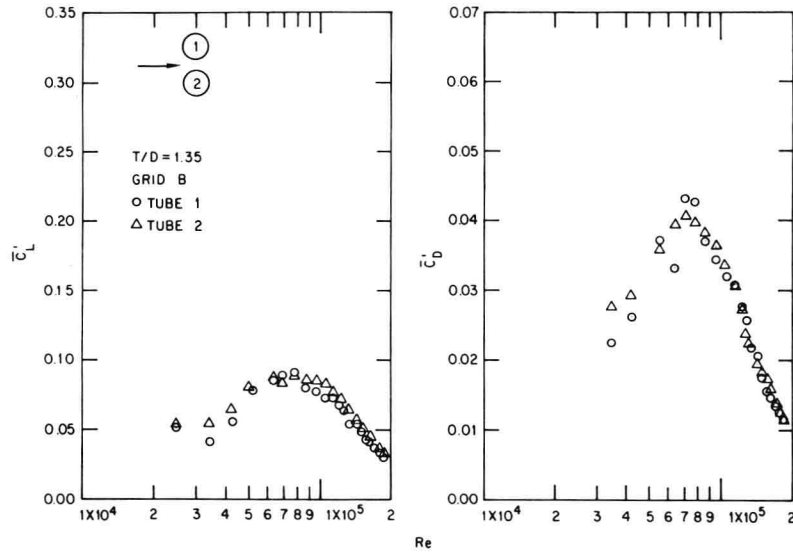 0.35
0.30
0.25
0.20
0.15
0.10
0.05
0.00
C̄'L
1
2
T/D = 1.35
GRID B
○ TUBE 1
△ TUBE 2
1X10⁴ 2 3 4 5 6 7 8 9 1X10⁵ 2
0.07
0.06
0.05
0.04
0.03
0.02
0.01
0.00
C̄'D
1X10⁴ 2 3 4 5 6 7 8 9 1X10⁵ 2
Re